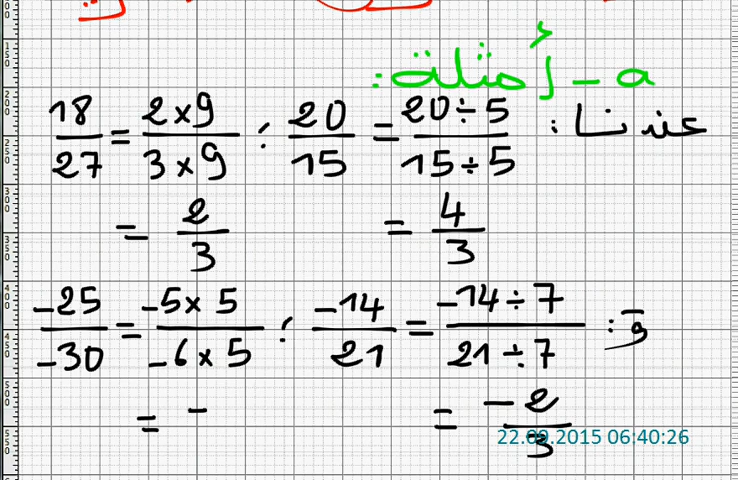 a - أمثلة:
عندنا: 20/15 = 20÷5/15÷5 ; 18/27 = 2×9/3×9
= 4/3 = 2/3
و: -14/21 = -14÷7/21÷7 ; -25/-30 = -5×5/-6×5
= -2/3 = -
22.09.2015 06:40:26